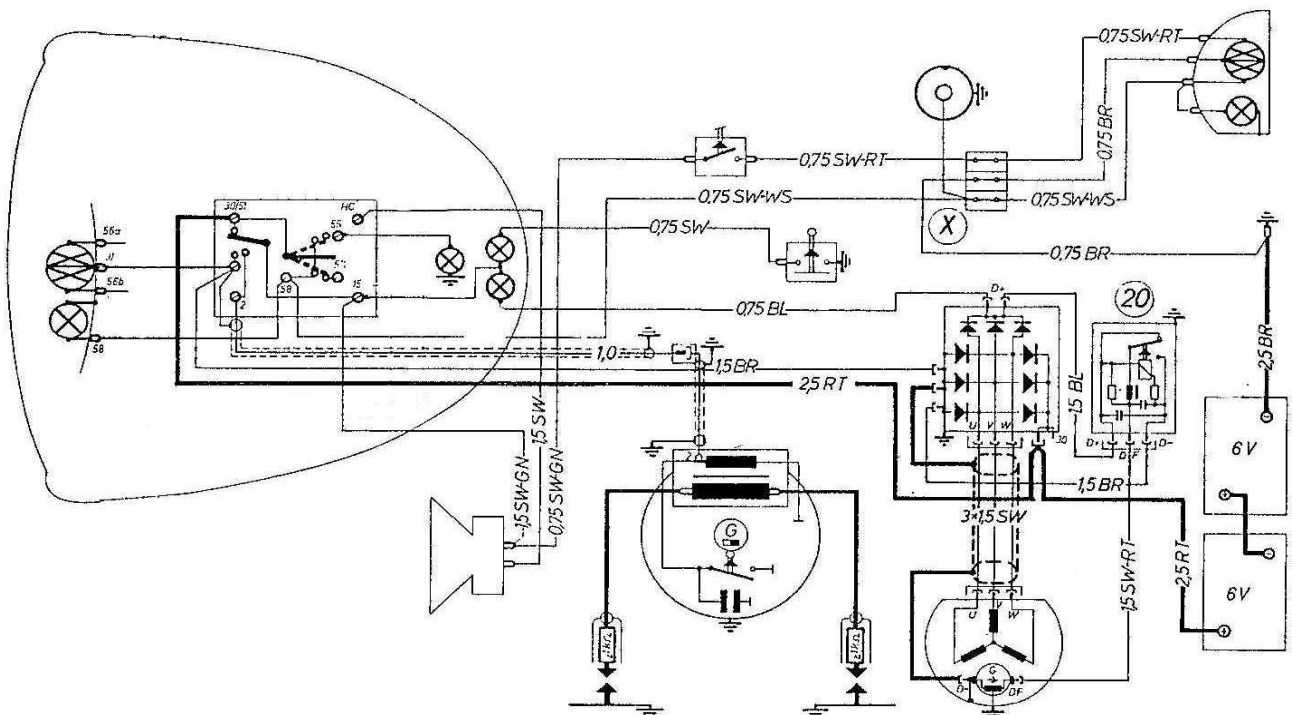 0,75 SW-RT
0,75 BR
0,75 SW-RT
0,75 SW-WS
0,75 SW-WS
X
30/51
HC
55
56a
31
56b
58
58
2
15
0,75 SW
0,75 BR
0,75 BL
D+
20
1,0
1,5 BR
2,5 RT
1,5 SW
0,75 SW-GN
1,5 SW-GN
1,5 BL
2,5 BR
U V W
30
D+
DF
D-
1,5 BR
6 V
2
3×1,5 SW
G
1,5 SW-RT
2,5 RT
6 V
U V W
G
D-
DF